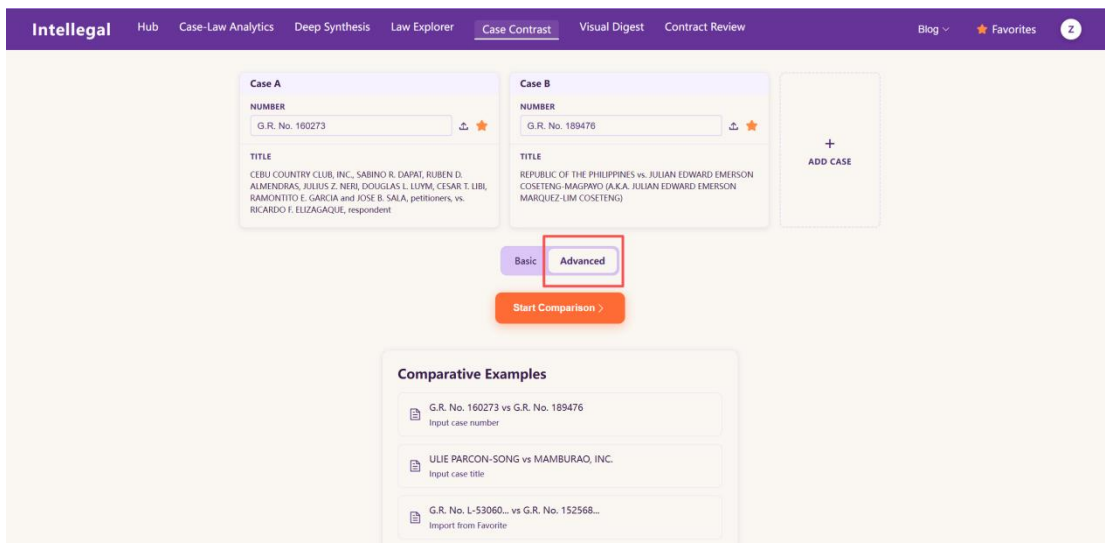 Intellegal Hub Case-Law Analytics Deep Synthesis Law Explorer Case Contrast Visual Digest Contract Review Blog Favorites Z
Case A
NUMBER
G.R. No. 160273
TITLE
CEBU COUNTRY CLUB, INC., SABINO R. DAPAT, RUBEN D.
ALMENDRAS, JULIUS Z. NERI, DOUGLAS L. LUYM, CESAR T. LIBI,
RAMONTITO E. GARCIA and JOSE B. SALA, petitioners, vs.
RICARDO F. ELIZAGAQUE, respondent
Case B
NUMBER
G.R. No. 189476
TITLE
REPUBLIC OF THE PHILIPPINES vs. JULIAN EDWARD EMERSON
COSETENG-MAGPAYO (A.K.A. JULIAN EDWARD EMERSON
MARQUEZ-LIM COSETENG)
+
ADD CASE
Basic Advanced
Start Comparison >
Comparative Examples
G.R. No. 160273 vs G.R. No. 189476
Input case number
ULIE PARCON-SONG vs MAMBURAO, INC.
Input case title
G.R. No. L-53060... vs G.R. No. 152568...
Import from Favorite